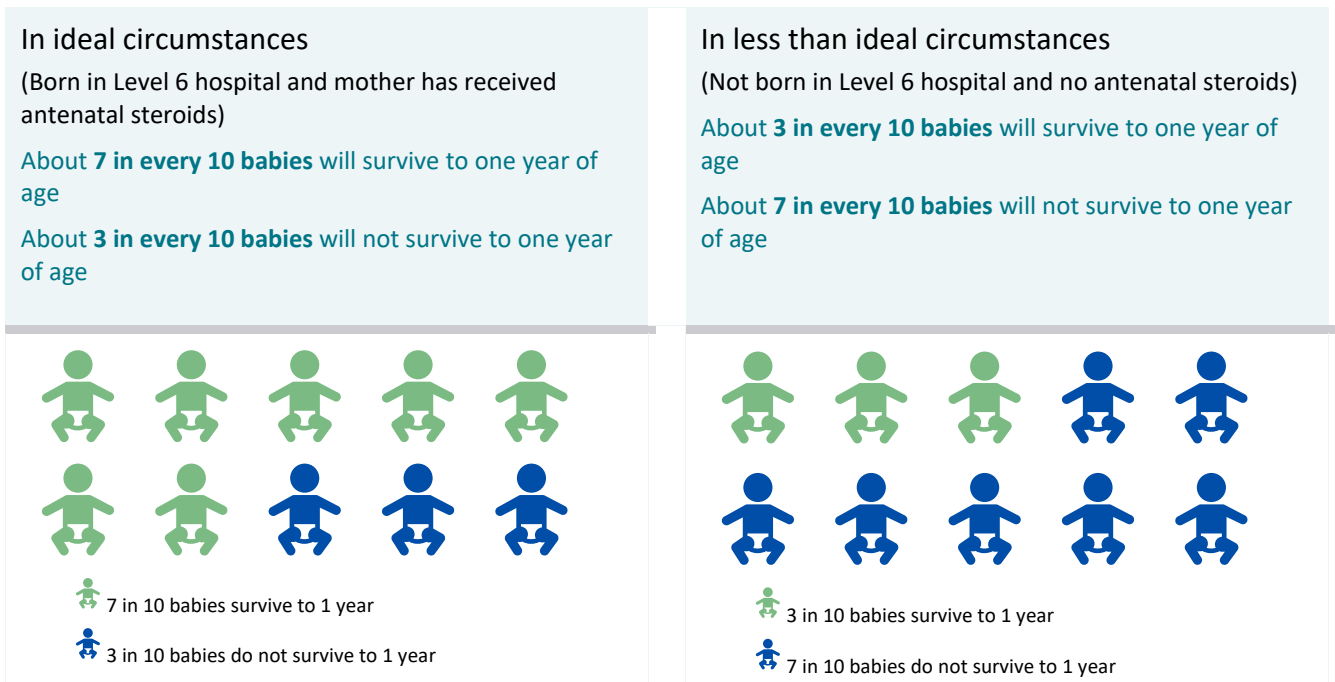 In ideal circumstances
(Born in Level 6 hospital and mother has received
antenatal steroids)
About 7 in every 10 babies will survive to one year of
age
About 3 in every 10 babies will not survive to one year
of age
7 in 10 babies survive to 1 year
3 in 10 babies do not survive to 1 year
In less than ideal circumstances
(Not born in Level 6 hospital and no antenatal steroids)
About 3 in every 10 babies will survive to one year of
age
About 7 in every 10 babies will not survive to one year
of age
3 in 10 babies survive to 1 year
7 in 10 babies do not survive to 1 year